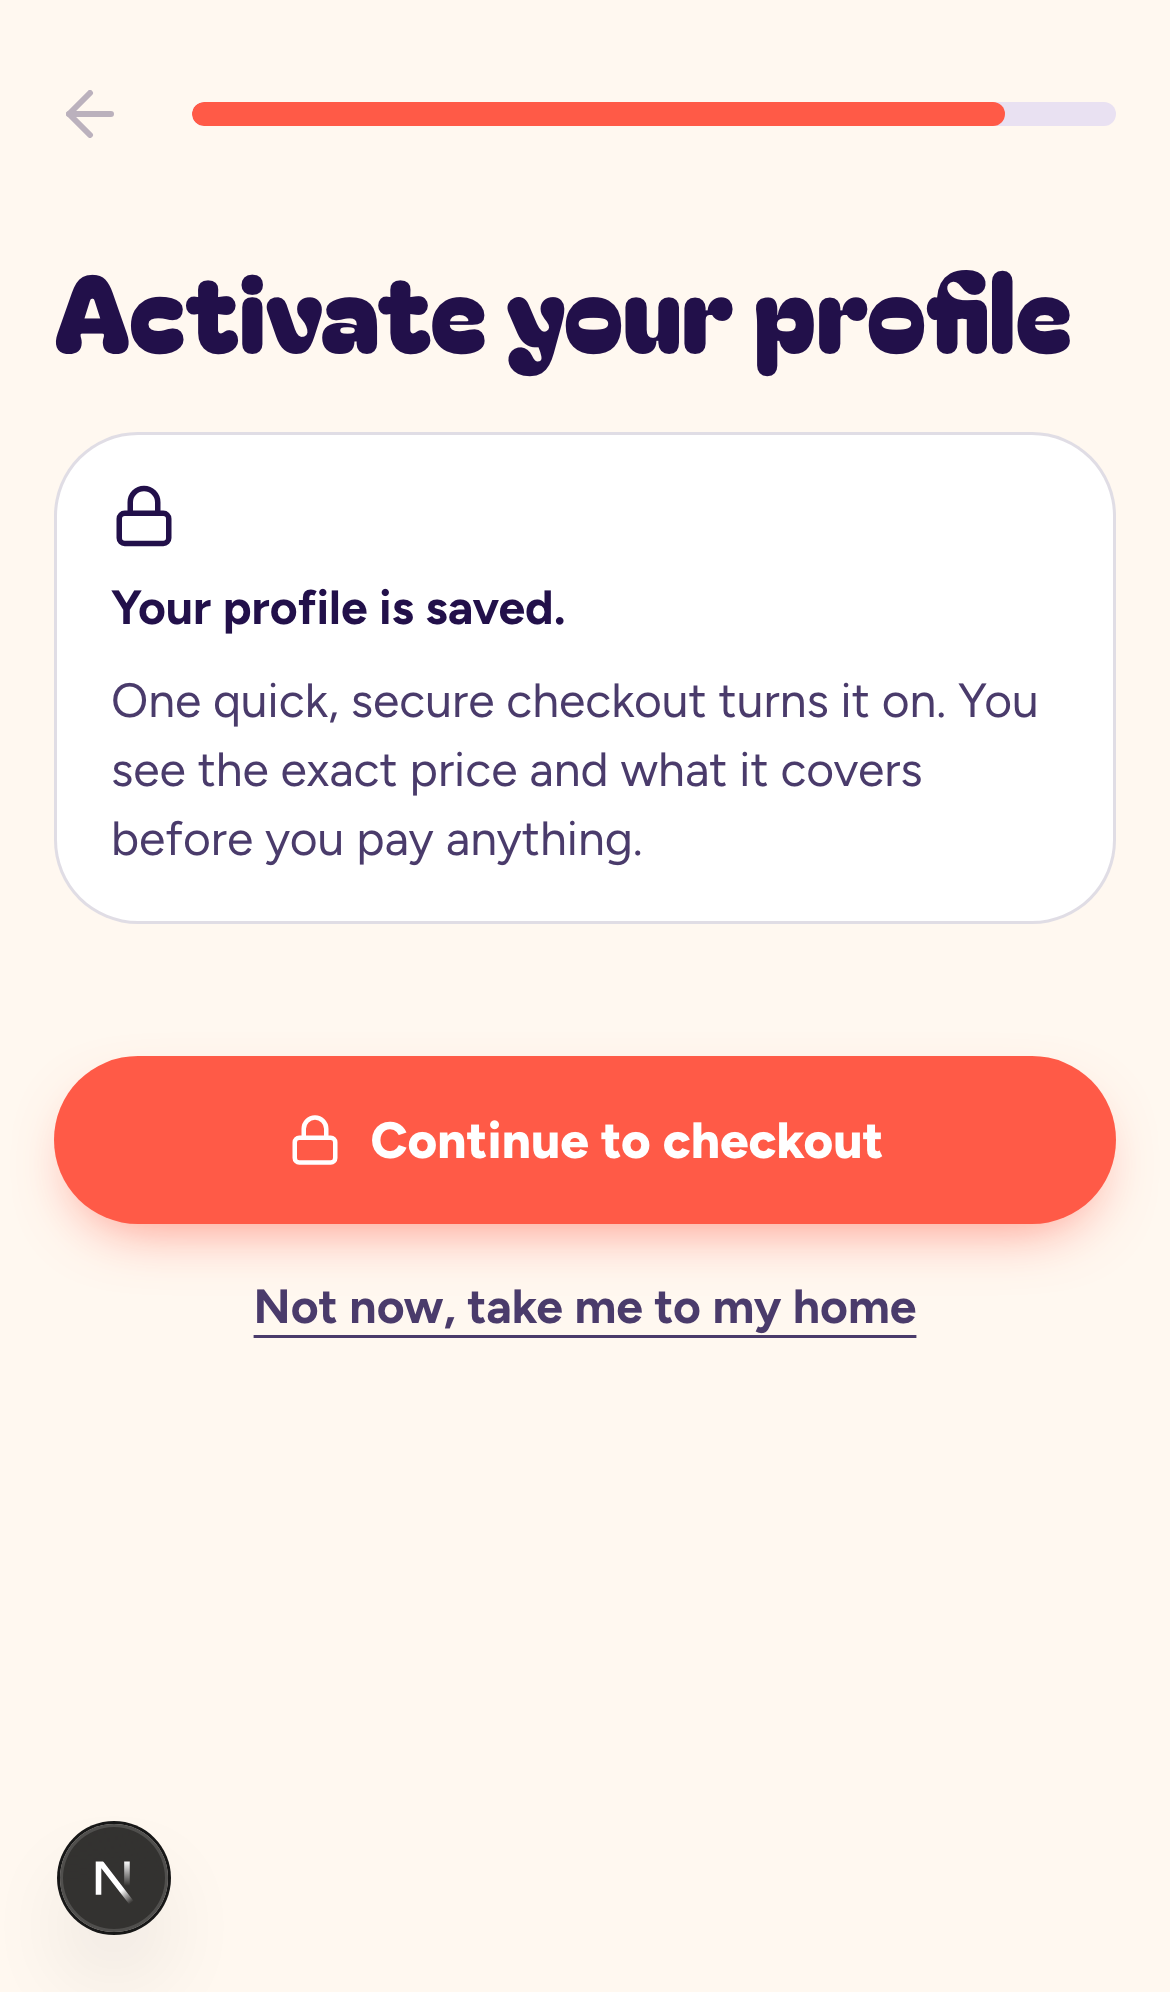 Activate your profile
Your profile is saved.
One quick, secure checkout turns it on. You
see the exact price and what it covers
before you pay anything.
Continue to checkout
Not now, take me to my home
N